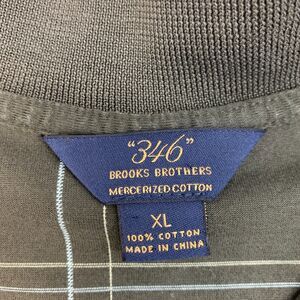 "346"
BROOKS BROTHERS
MERCERIZED COTTON
XL
100% COTTON
MADE IN CHINA